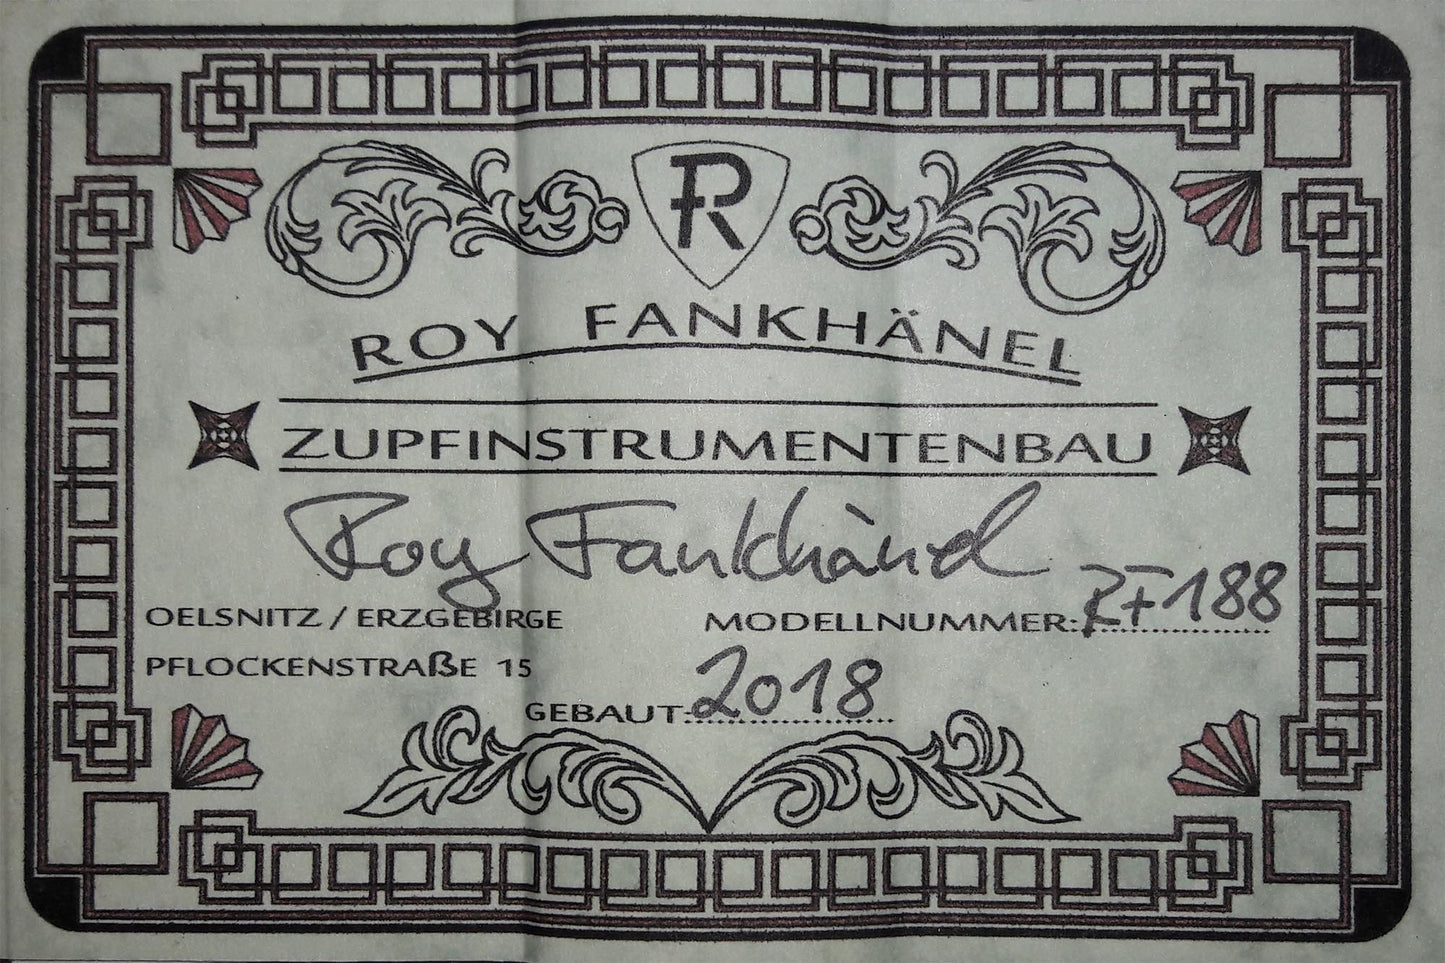 R
ROY FANKHÄNEL
ZUPFINSTRUMENTENBAU
Roy Fankhänel
OELSNITZ / ERZGEBIRGE
PFLOCKENSTRAßE 15
MODELLNUMMER: RF188
GEBAUT: 2018